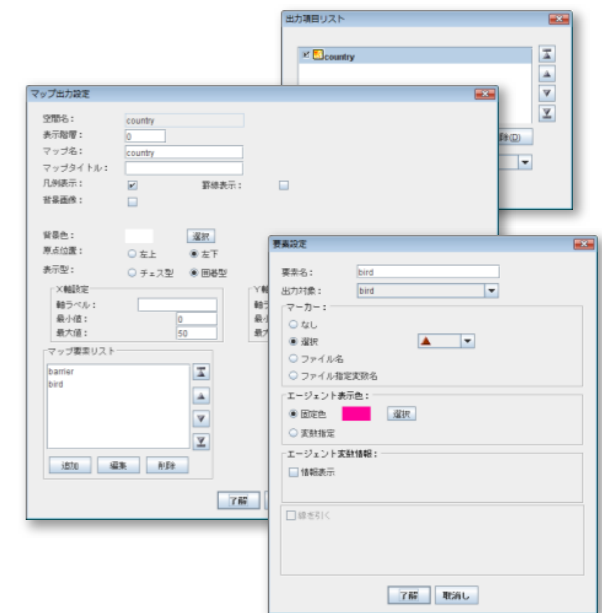 出力項目リスト
country
除(D)
マップ出力設定
空間名：
country
表示階層：
0
マップ名：
country
マップタイトル：
凡例表示：
罫線表示：
背景画像：
背景色：
選択
原点位置：
左上
左下
表示型：
チェス型
囲碁型
X軸設定
軸ラベル：
最小値：
0
最大値：
50
Y軸
軸ラ
最小
最大
マップ要素リスト
barrier
bird
追加
編集
削除
了解
要素設定
要素名：
bird
出力対象：
bird
マーカー：
なし
選択
ファイル名
ファイル指定変数名
エージェント表示色：
固定色
選択
変数指定
エージェント変数情報：
情報表示
線を引く
了解
取消し